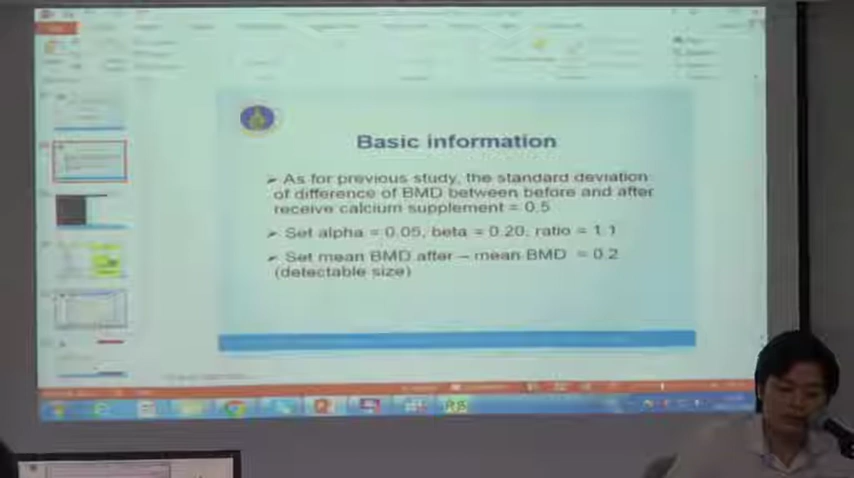 Basic information
➢ As for previous study, the standard deviation
of difference of BMD between before and after
receive calcium supplement = 0.5
➢ Set alpha = 0.05, beta = 0.20, ratio = 1:1
➢ Set mean BMD after – mean BMD = 0.2
(detectable size)